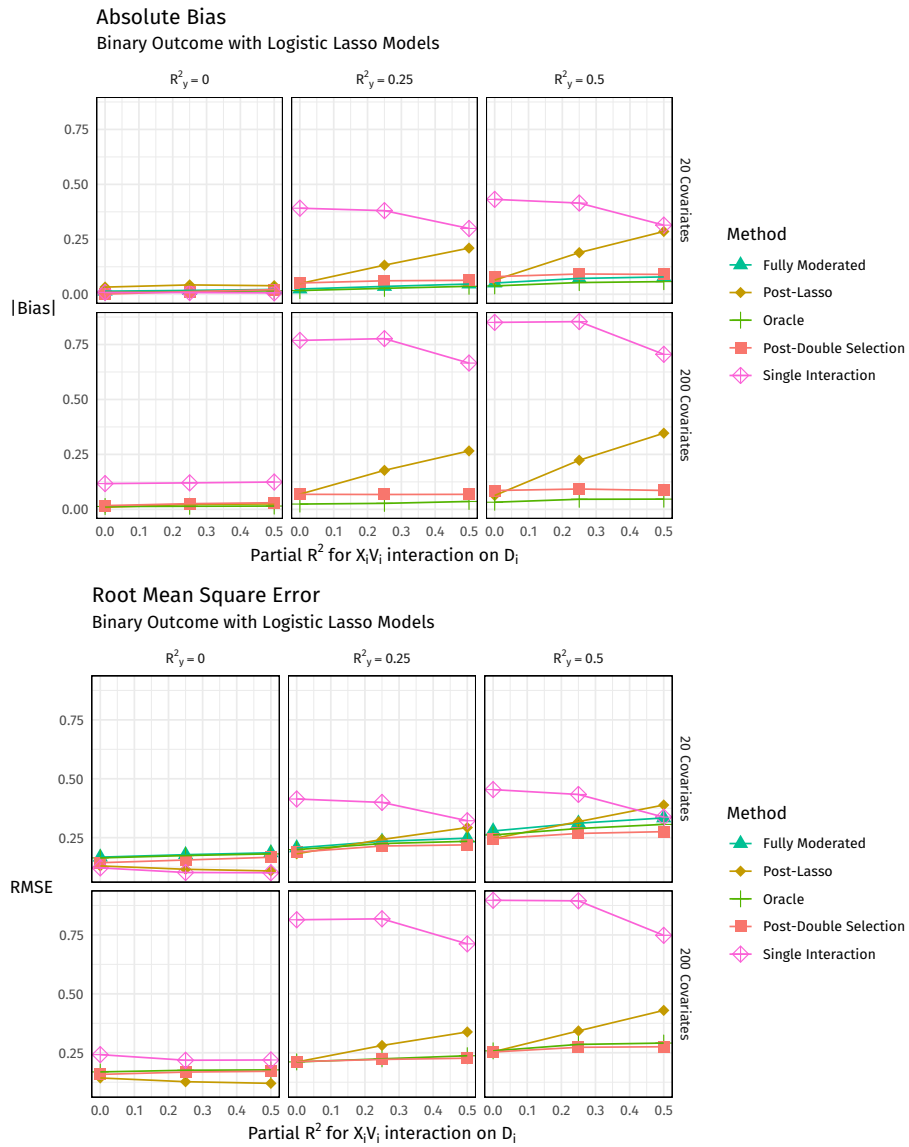 Absolute Bias
Binary Outcome with Logistic Lasso Models
R²y = 0
R²y = 0.25
R²y = 0.5
0.75
0.50
0.25
0.00
20 Covariates
|Bias|
0.75
0.50
0.25
0.00
200 Covariates
0.0 0.1 0.2 0.3 0.4 0.5 0.0 0.1 0.2 0.3 0.4 0.5 0.0 0.1 0.2 0.3 0.4 0.5
Partial R² for XᵢVᵢ interaction on Dᵢ
Method
Fully Moderated
Post-Lasso
Oracle
Post-Double Selection
Single Interaction
Root Mean Square Error
Binary Outcome with Logistic Lasso Models
R²y = 0
R²y = 0.25
R²y = 0.5
0.75
0.50
0.25
20 Covariates
RMSE
0.75
0.50
0.25
200 Covariates
0.0 0.1 0.2 0.3 0.4 0.5 0.0 0.1 0.2 0.3 0.4 0.5 0.0 0.1 0.2 0.3 0.4 0.5
Partial R² for XᵢVᵢ interaction on Dᵢ
Method
Fully Moderated
Post-Lasso
Oracle
Post-Double Selection
Single Interaction